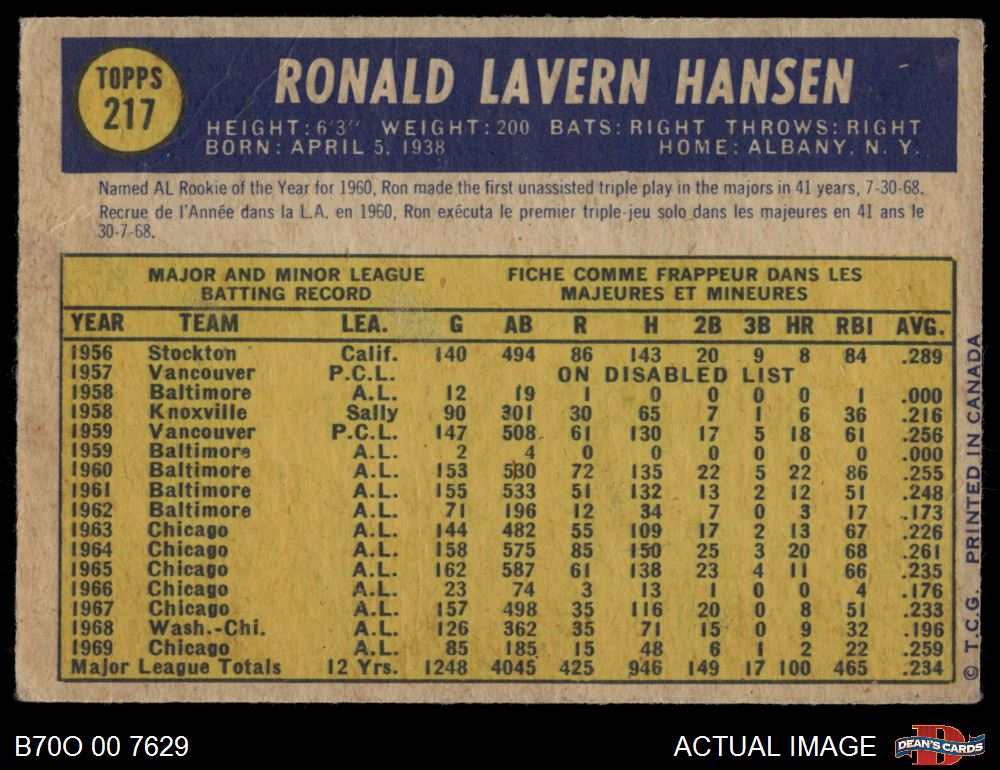 TOPPS
217
RONALD LAVERN HANSEN
HEIGHT: 6'3" WEIGHT: 200 BATS: RIGHT THROWS: RIGHT
BORN: APRIL 5, 1938 HOME: ALBANY, N. Y.
Named AL Rookie of the Year for 1960, Ron made the first unassisted triple play in the majors in 41 years, 7-30-68.
Recrue de l'Année dans la L.A. en 1960, Ron exécuta le premier triple-jeu solo dans les majeures en 41 ans le
30-7-68.
MAJOR AND MINOR LEAGUE
BATTING RECORD
FICHE COMME FRAPPEUR DANS LES
MAJEURES ET MINEURES
YEAR TEAM LEA. G AB R H 2B 3B HR RBI AVG.
1956 Stockton Calif. 140 494 86 143 20 9 8 84 .289
1957 Vancouver P.C.L. ON DISABLED LIST
1958 Baltimore A.L. 12 19 1 0 0 0 0 1 .000
1958 Knoxville Sally 90 301 30 65 7 1 6 36 .216
1959 Vancouver P.C.L. 147 508 61 130 17 5 18 61 .256
1959 Baltimore A.L. 2 4 0 0 0 0 0 0 .000
1960 Baltimore A.L. 153 530 72 135 22 5 22 86 .255
1961 Baltimore A.L. 155 533 51 132 13 2 12 51 .248
1962 Baltimore A.L. 71 196 12 34 7 0 3 17 .173
1963 Chicago A.L. 144 482 55 109 17 2 13 67 .226
1964 Chicago A.L. 158 575 85 150 25 3 20 68 .261
1965 Chicago A.L. 162 587 61 138 23 4 11 66 .235
1966 Chicago A.L. 23 74 3 13 1 0 0 4 .176
1967 Chicago A.L. 157 498 35 116 20 0 8 51 .233
1968 Wash.-Chi. A.L. 126 362 35 71 15 0 9 32 .196
1969 Chicago A.L. 85 185 15 48 6 1 2 22 .259
Major League Totals 12 Yrs. 1248 4045 425 946 149 17 100 465 .234
© T.C.G. PRINTED IN CANADA
B70O 00 7629
ACTUAL IMAGE
D
DEAN'S CARDS